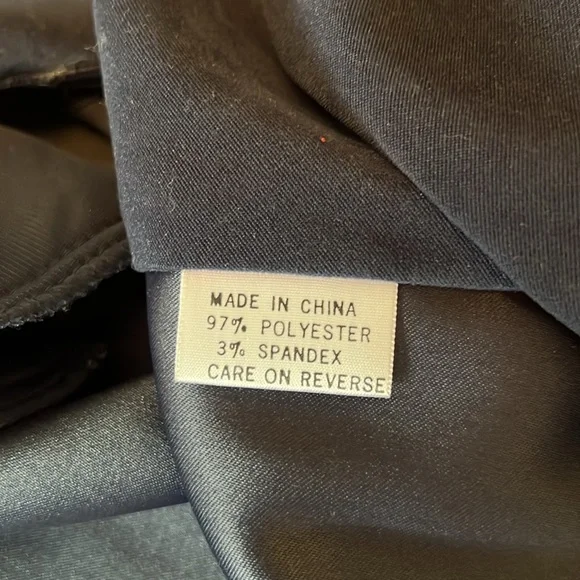 MADE IN CHINA
97% POLYESTER
3% SPANDEX
CARE ON REVERSE